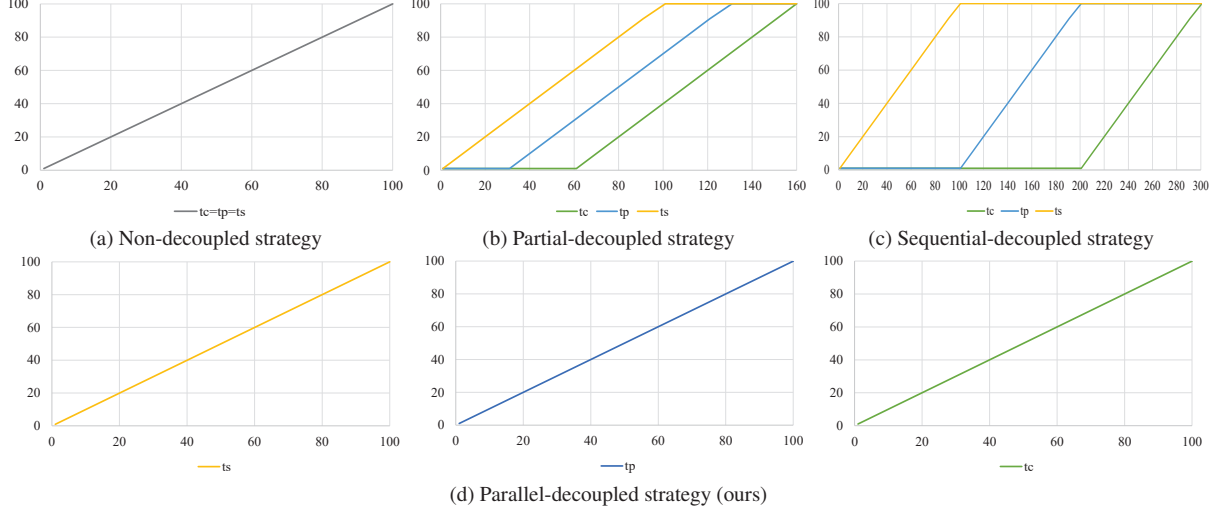 100
80
60
40
20
0
0 20 40 60 80 100
tc=tp=ts
(a) Non-decoupled strategy
100
80
60
40
20
0
0 20 40 60 80 100 120 140 160
tc tp ts
(b) Partial-decoupled strategy
100
80
60
40
20
0
0 20 40 60 80 100 120 140 160 180 200 220 240 260 280 300
tc tp ts
(c) Sequential-decoupled strategy
100
80
60
40
20
0
0 20 40 60 80 100
ts
100
80
60
40
20
0
0 20 40 60 80 100
tp
100
80
60
40
20
0
0 20 40 60 80 100
tc
(d) Parallel-decoupled strategy (ours)